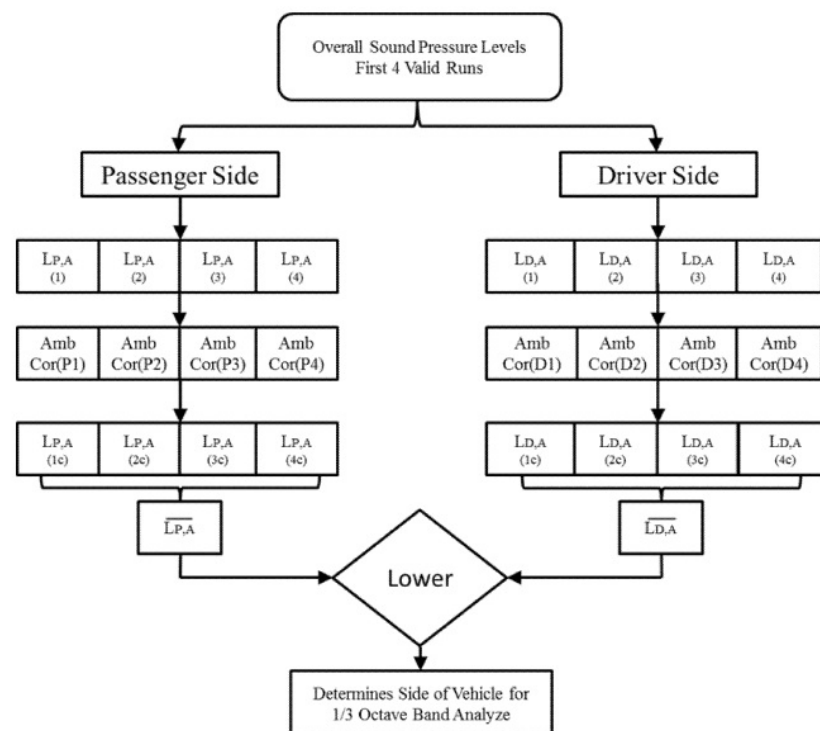 Overall Sound Pressure Levels
First 4 Valid Runs
Passenger Side
Driver Side
LP,A LP,A LP,A LP,A
(1) (2) (3) (4)
LD,A LD,A LD,A LD,A
(1) (2) (3) (4)
Amb Amb Amb Amb
Cor(P1) Cor(P2) Cor(P3) Cor(P4)
Amb Amb Amb Amb
Cor(D1) Cor(D2) Cor(D3) Cor(D4)
LP,A LP,A LP,A LP,A
(1c) (2c) (3c) (4c)
LD,A LD,A LD,A LD,A
(1c) (2c) (3c) (4c)
LP,A
LD,A
Lower
Determines Side of Vehicle for
1/3 Octave Band Analyze